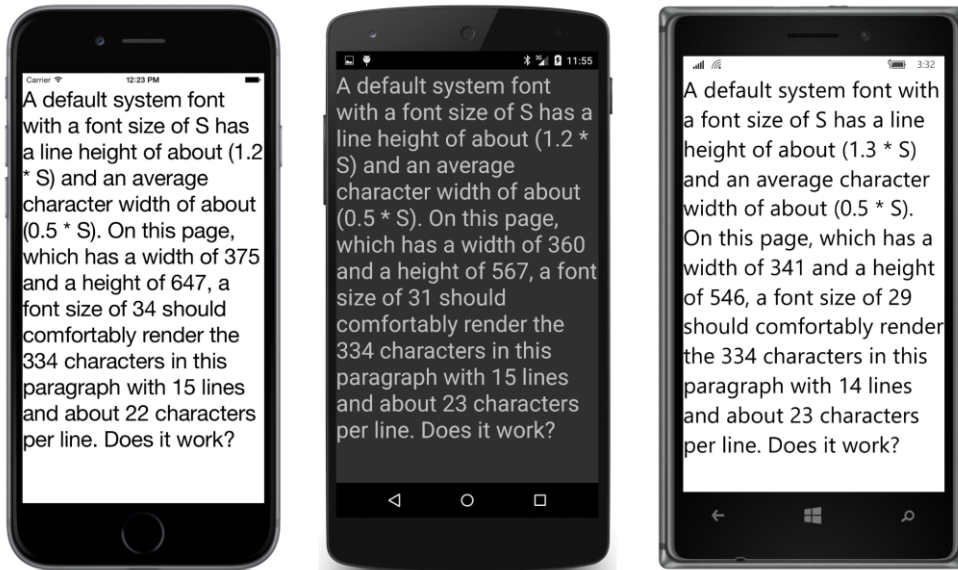 Carrier 12:23 PM
A default system font
with a font size of S has
a line height of about (1.2
* S) and an average
character width of about
(0.5 * S). On this page,
which has a width of 375
and a height of 647, a
font size of 34 should
comfortably render the
334 characters in this
paragraph with 15 lines
and about 22 characters
per line. Does it work?
3G 11:55
A default system font
with a font size of S has a
line height of about (1.2 *
S) and an average
character width of about
(0.5 * S). On this page,
which has a width of 360
and a height of 567, a font
size of 31 should
comfortably render the
334 characters in this
paragraph with 15 lines
and about 23 characters
per line. Does it work?
3:32
A default system font with
a font size of S has a line
height of about (1.3 * S)
and an average character
width of about (0.5 * S).
On this page, which has a
width of 341 and a height
of 546, a font size of 29
should comfortably render
the 334 characters in this
paragraph with 14 lines
and about 23 characters
per line. Does it work?